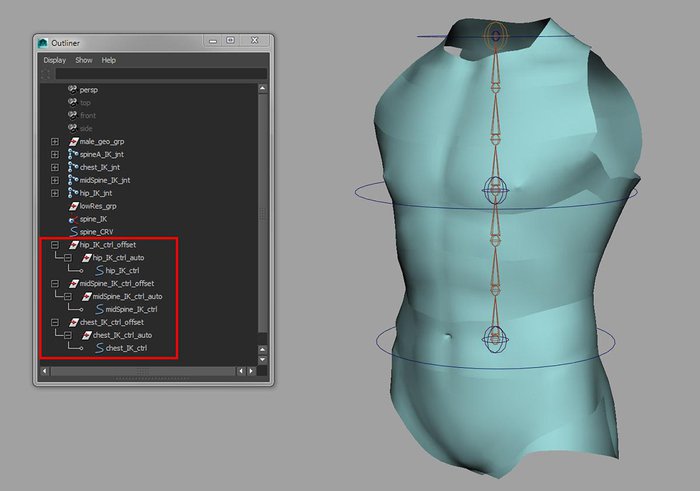 Outliner
Display Show Help
persp
top
front
side
male_geo_grp
spineA_IK_jnt
chest_IK_jnt
midSpine_IK_jnt
hip_IK_jnt
lowRes_grp
spine_IK
spine_CRV
hip_IK_ctrl_offset
hip_IK_ctrl_auto
hip_IK_ctrl
midSpine_IK_ctrl_offset
midSpine_IK_ctrl_auto
midSpine_IK_ctrl
chest_IK_ctrl_offset
chest_IK_ctrl_auto
chest_IK_ctrl